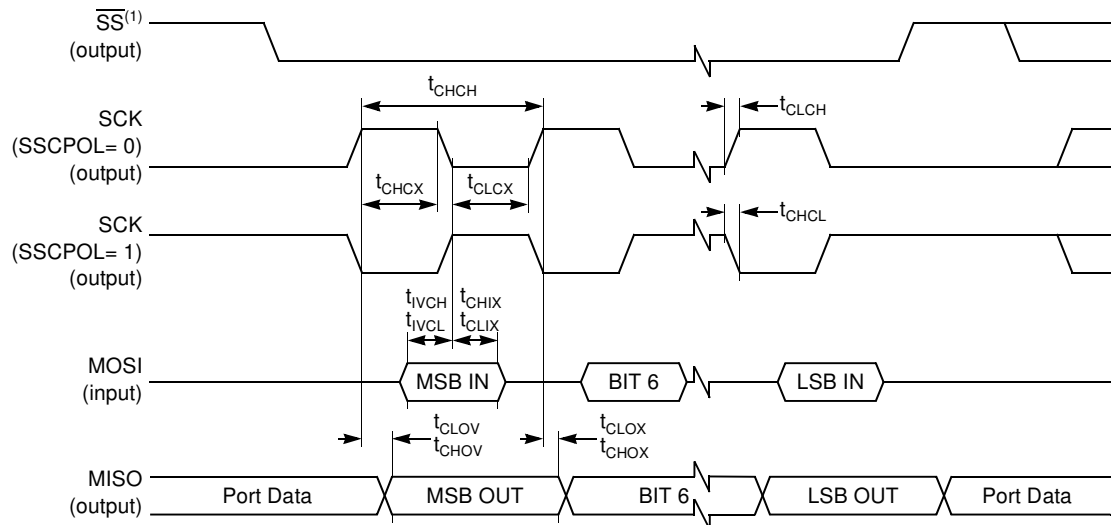 SS(1)
(output)
tCHCH
tCLCH
SCK
(SSCPOL= 0)
(output)
tCHCX
tCLCX
tCHCL
SCK
(SSCPOL= 1)
(output)
tIVCH
tCHIX
tIVCL
tCLIX
MOSI
(input)
MSB IN
BIT 6
LSB IN
tCLOV
tCLOX
tCHOV
tCHOX
MISO
(output)
Port Data
MSB OUT
BIT 6
LSB OUT
Port Data